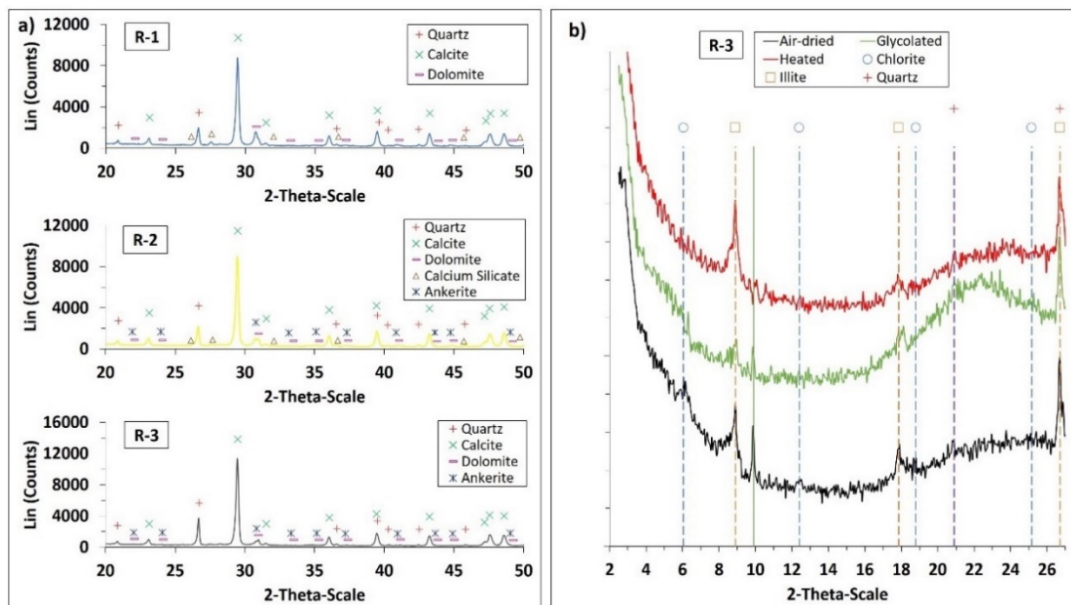 a)
R-1
Quartz
Calcite
Dolomite
Lin (Counts)
12000
8000
4000
0
20 25 30 35 40 45 50
2-Theta-Scale
R-2
Quartz
Calcite
Dolomite
Calcium Silicate
Ankerite
Lin (Counts)
12000
8000
4000
0
20 25 30 35 40 45 50
2-Theta-Scale
R-3
Quartz
Calcite
Dolomite
Ankerite
Lin (Counts)
16000
12000
8000
4000
0
20 25 30 35 40 45 50
2-Theta-Scale
b)
R-3
Air-dried Glycolated
Heated Chlorite
Illite Quartz
2 4 6 8 10 12 14 16 18 20 22 24 26
2-Theta-Scale